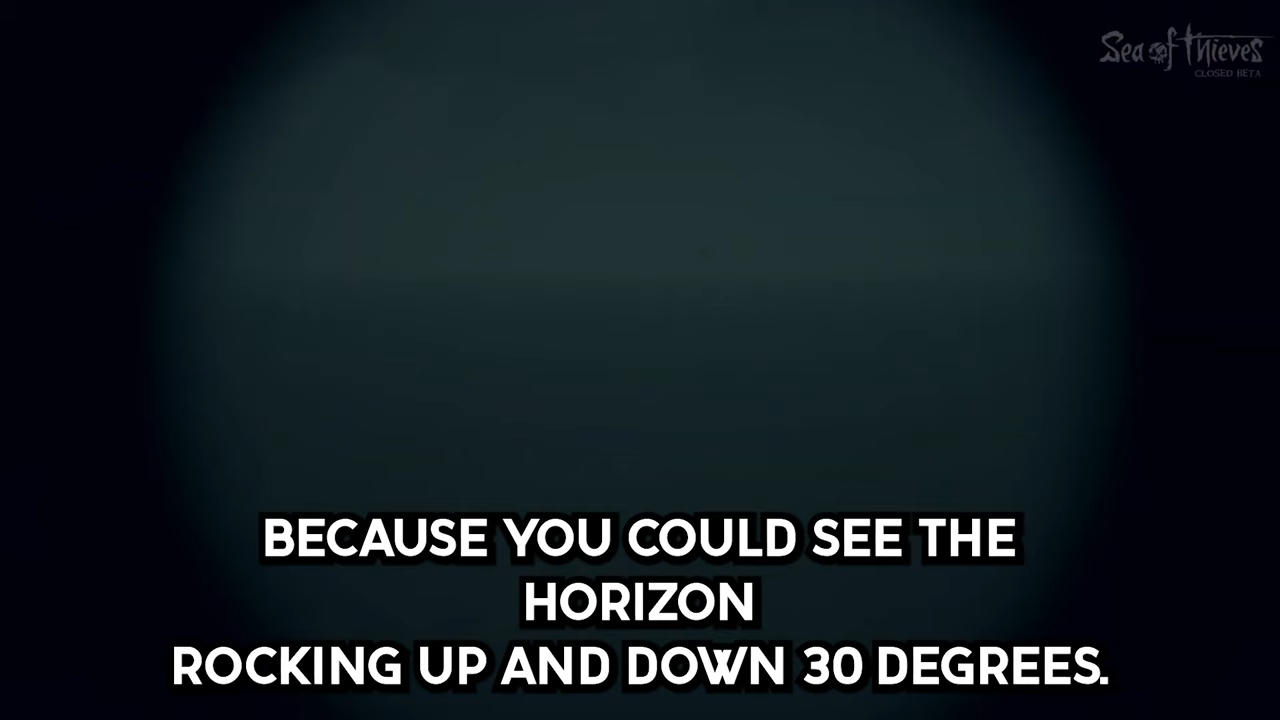 Sea of Thieves
CLOSED BETA
BECAUSE YOU COULD SEE THE
HORIZON
ROCKING UP AND DOWN 30 DEGREES.